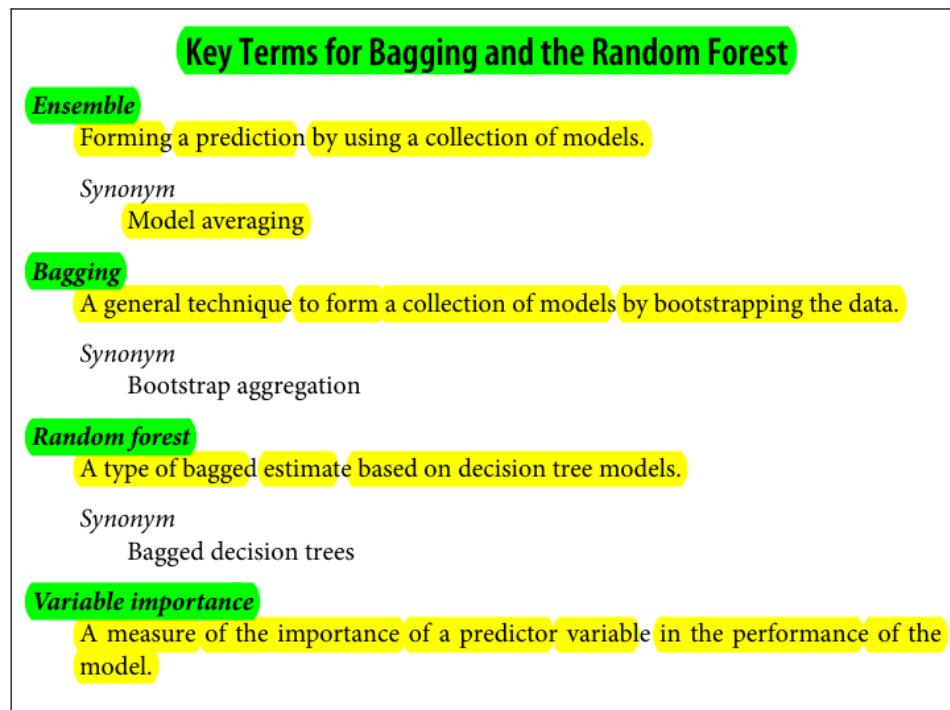 Key Terms for Bagging and the Random Forest
Ensemble
Forming a prediction by using a collection of models.
Synonym
Model averaging
Bagging
A general technique to form a collection of models by bootstrapping the data.
Synonym
Bootstrap aggregation
Random forest
A type of bagged estimate based on decision tree models.
Synonym
Bagged decision trees
Variable importance
A measure of the importance of a predictor variable in the performance of the
model.